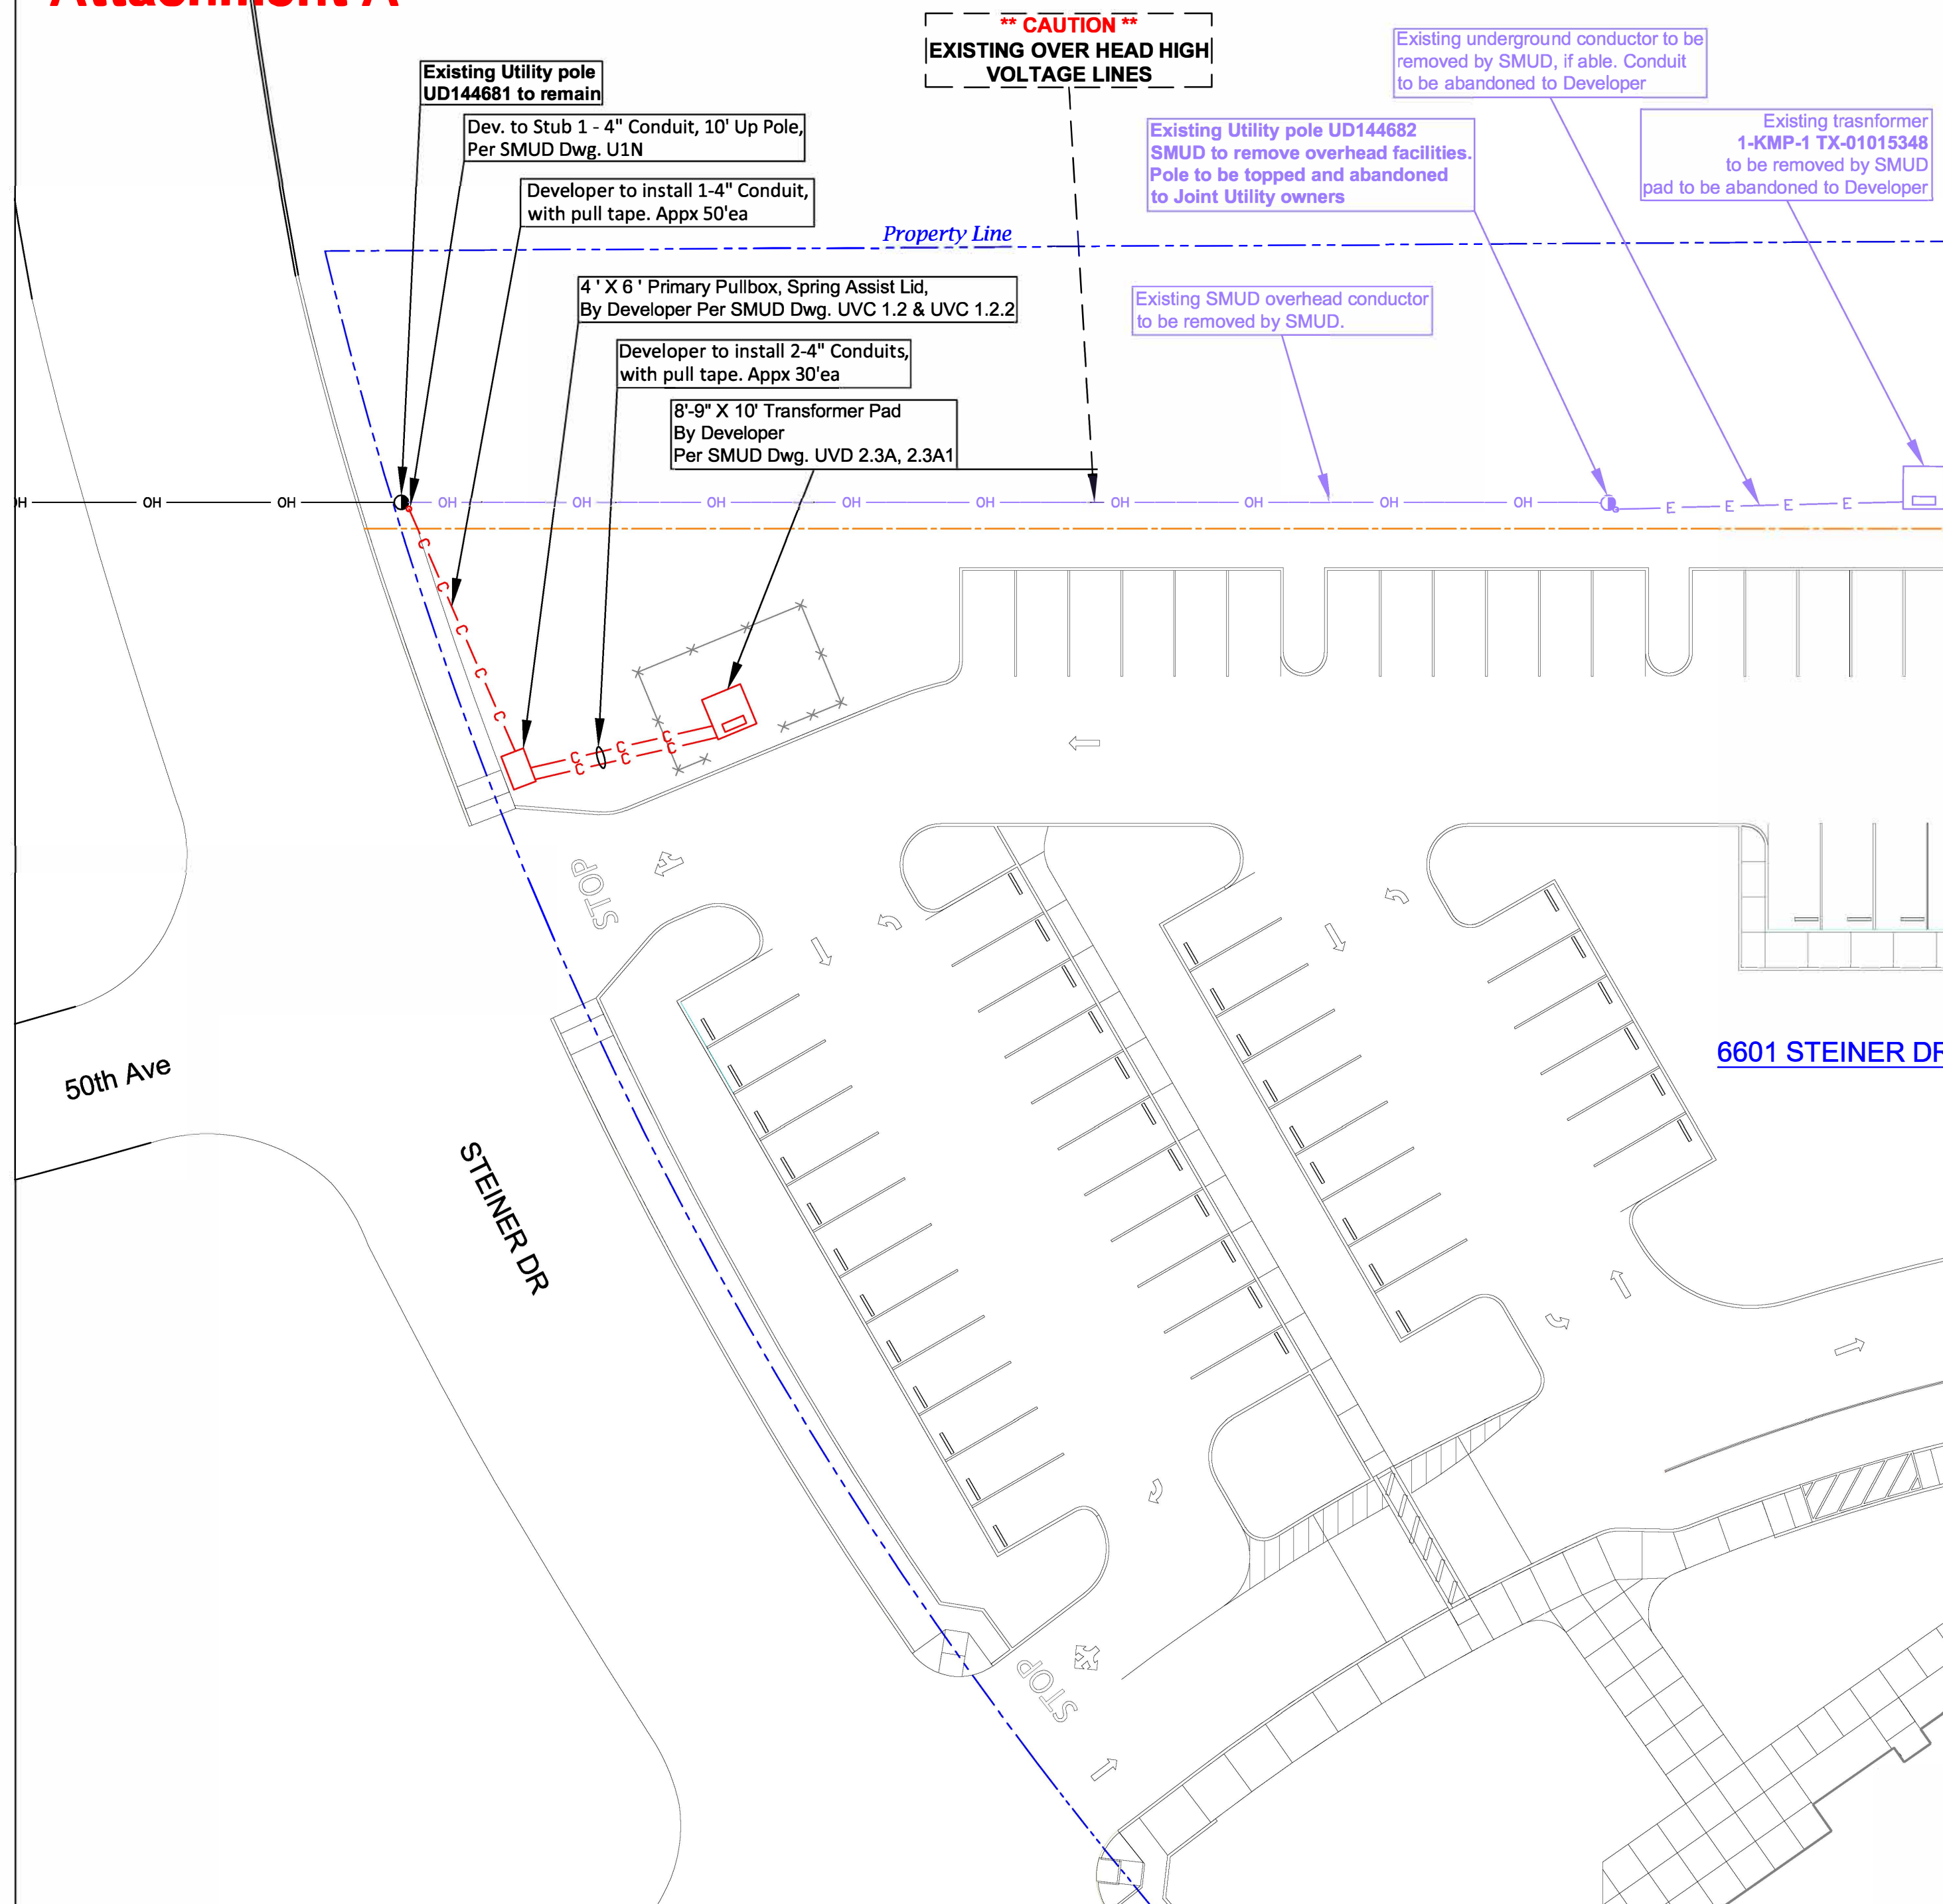 Attachment A
** CAUTION **
EXISTING OVER HEAD HIGH
VOLTAGE LINES
Existing underground conductor to be
removed by SMUD, if able. Conduit
to be abandoned to Developer
Existing Utility pole
UD144681 to remain
Dev. to Stub 1 - 4" Conduit, 10' Up Pole,
Per SMUD Dwg. U1N
Existing Utility pole UD144682
SMUD to remove overhead facilities.
Pole to be topped and abandoned
to Joint Utility owners
Existing trasnformer
1-KMP-1 TX-01015348
to be removed by SMUD
pad to be abandoned to Developer
Developer to install 1-4" Conduit,
with pull tape. Appx 50'ea
Property Line
4 ' X 6 ' Primary Pullbox, Spring Assist Lid,
By Developer Per SMUD Dwg. UVC 1.2 & UVC 1.2.2
Existing SMUD overhead conductor
to be removed by SMUD.
Developer to install 2-4" Conduits,
with pull tape. Appx 30'ea
8'-9" X 10' Transformer Pad
By Developer
Per SMUD Dwg. UVD 2.3A, 2.3A1
OH OH OH OH OH OH OH OH OH OH OH OH E E E E
C
C
C
C
C
C C C
C C C
STOP
50th Ave
6601 STEINER DR
STEINER DR
STOP